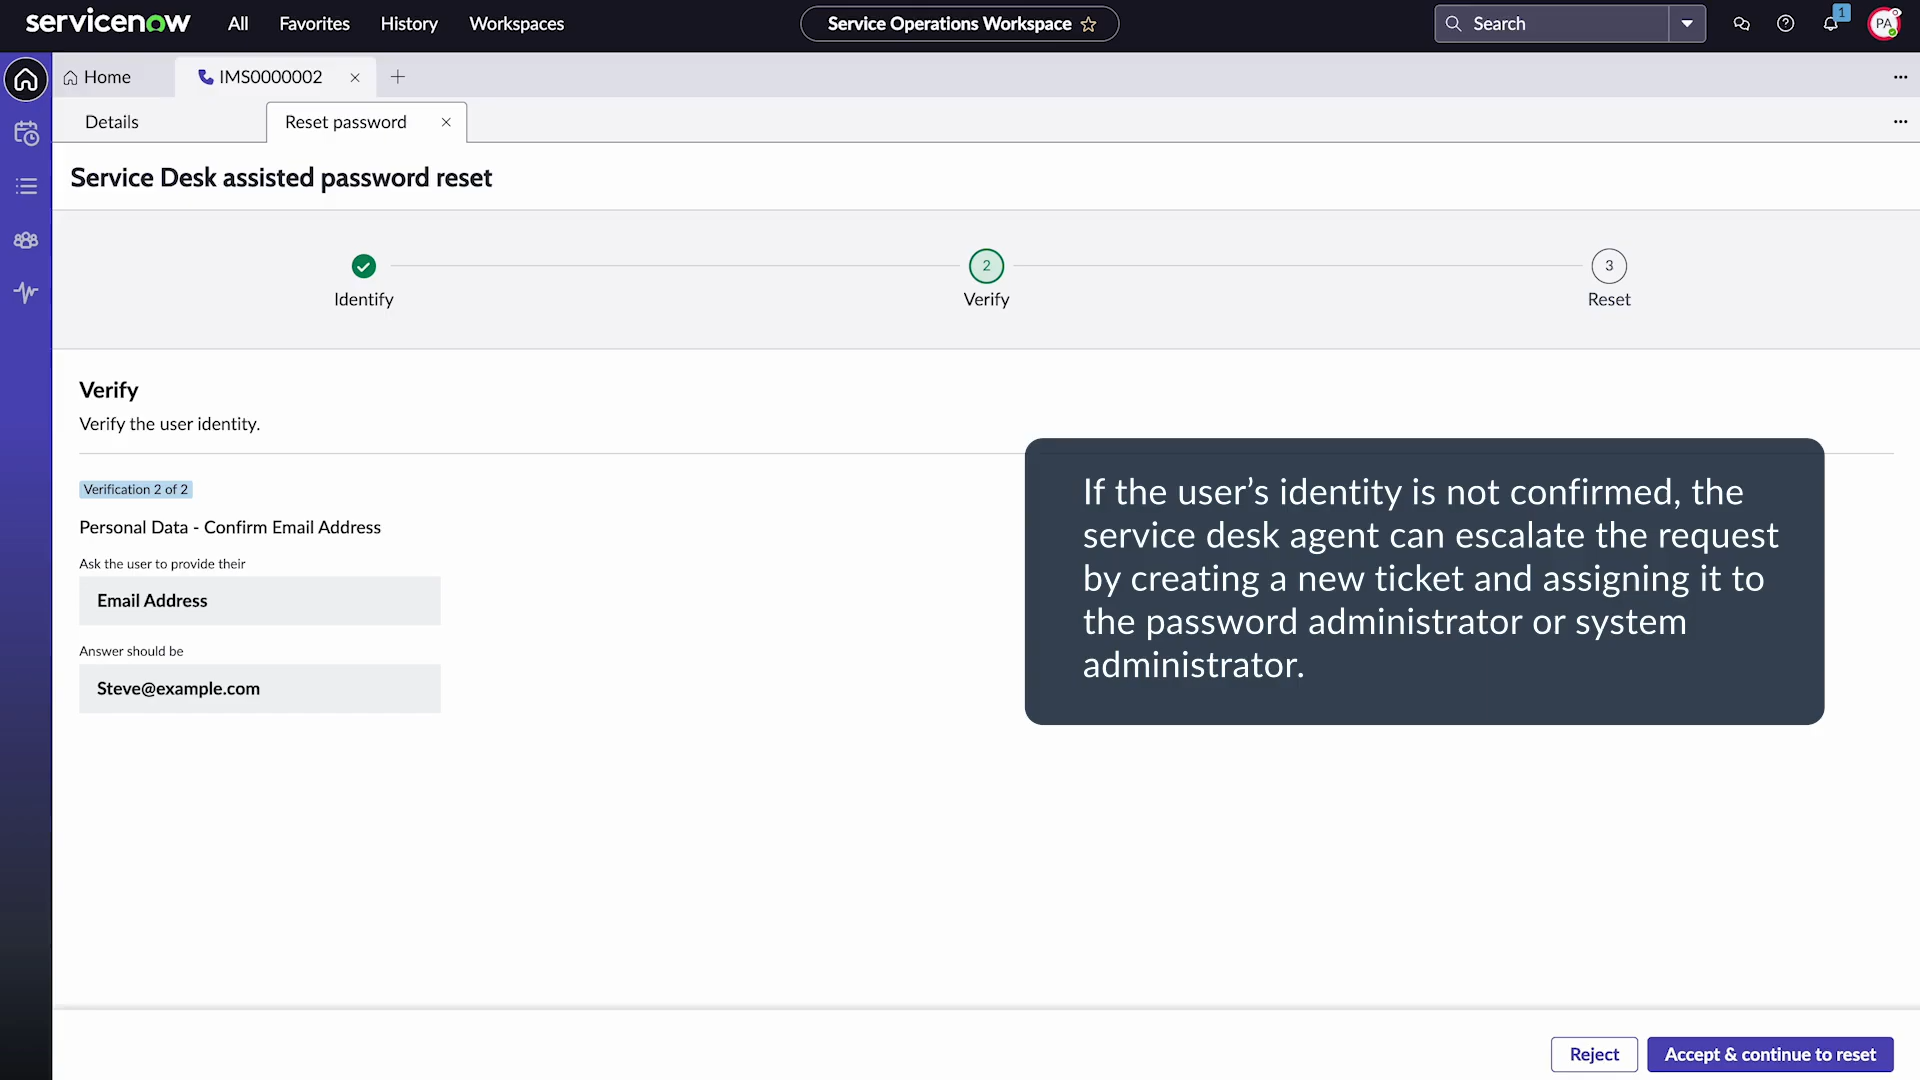 servicenow
All
Favorites
History
Workspaces
Service Operations Workspace
Search
1
PA
Home
IMS0000002
Details
Reset password
Service Desk assisted password reset
Identify
2
Verify
3
Reset
Verify
Verify the user identity.
Verification 2 of 2
Personal Data - Confirm Email Address
Ask the user to provide their
Email Address
Answer should be
Steve@example.com
If the user’s identity is not confirmed, the
service desk agent can escalate the request
by creating a new ticket and assigning it to
the password administrator or system
administrator.
Reject
Accept & continue to reset